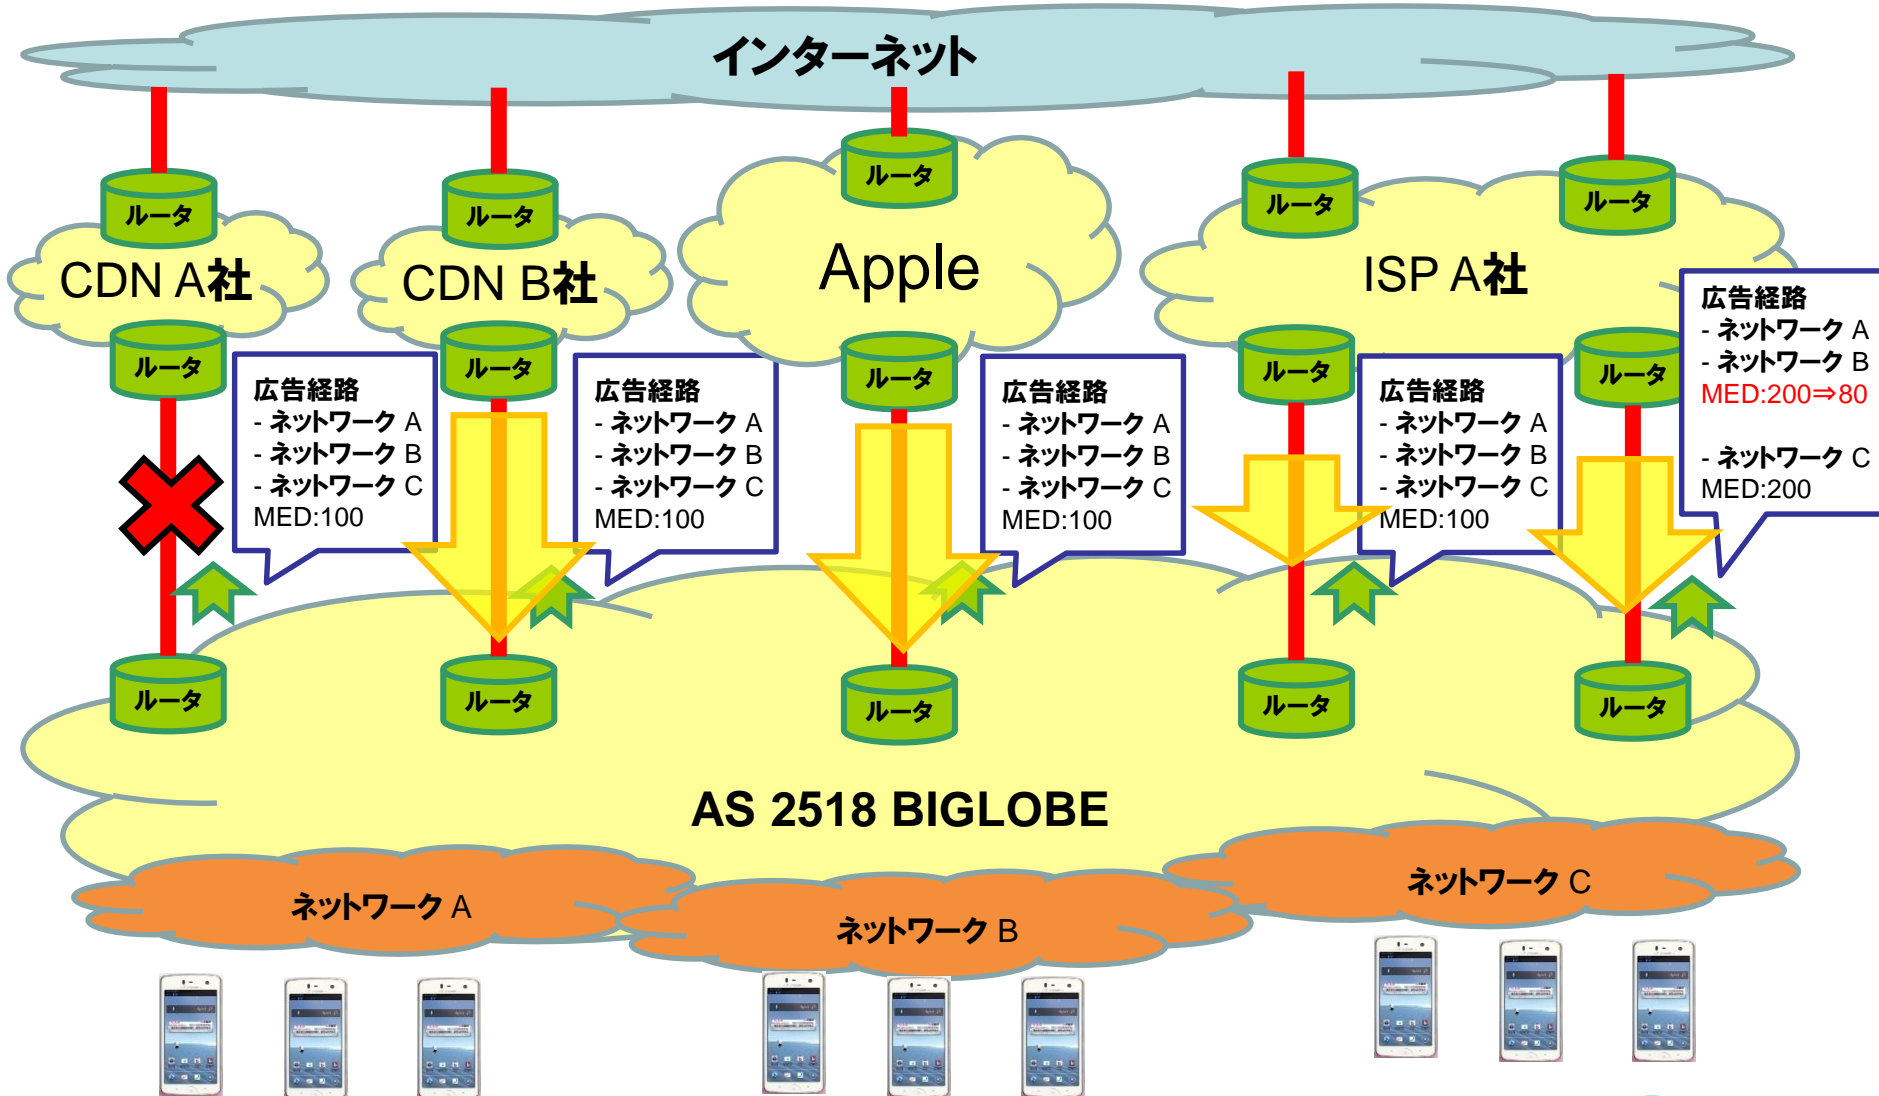 インターネット
ルータ
ルータ
ルータ
ルータ
ルータ
CDN A社
CDN B社
Apple
ISP A社
ルータ
ルータ
ルータ
ルータ
ルータ
広告経路
- ネットワーク A
- ネットワーク B
- ネットワーク C
MED:100
広告経路
- ネットワーク A
- ネットワーク B
- ネットワーク C
MED:100
広告経路
- ネットワーク A
- ネットワーク B
- ネットワーク C
MED:100
広告経路
- ネットワーク A
- ネットワーク B
- ネットワーク C
MED:100
広告経路
- ネットワーク A
- ネットワーク B
MED:200⇒80
- ネットワーク C
MED:200
ルータ
ルータ
ルータ
ルータ
ルータ
AS 2518 BIGLOBE
ネットワーク A
ネットワーク B
ネットワーク C